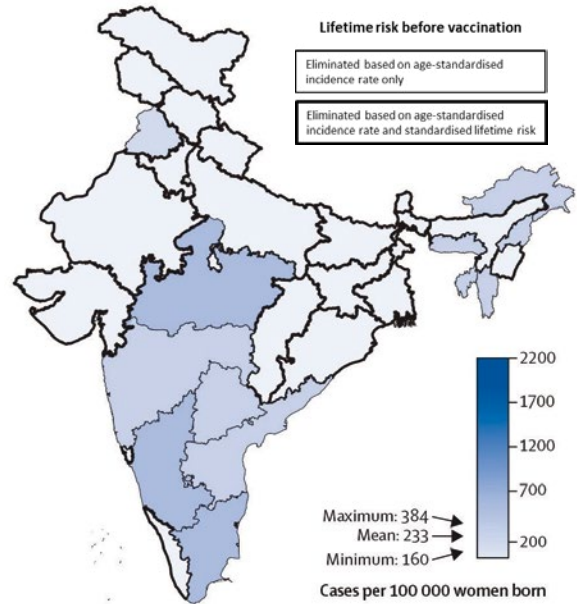 Lifetime risk before vaccination
Eliminated based on age-standardised
incidence rate only
Eliminated based on age-standardised
incidence rate and standardised lifetime risk
2200
1700
1200
700
200
Maximum: 384
Mean: 233
Minimum: 160
Cases per 100 000 women born